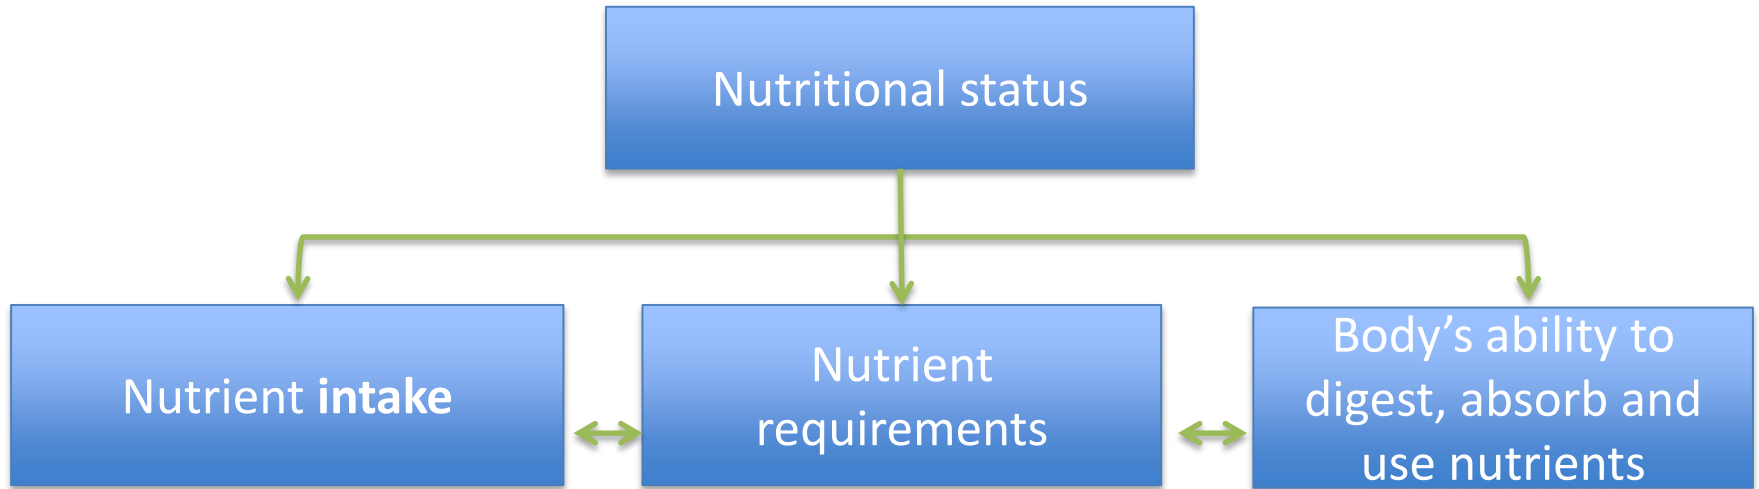 Nutritional status
Nutrient intake
Nutrient
requirements
Body’s ability to
digest, absorb and
use nutrients